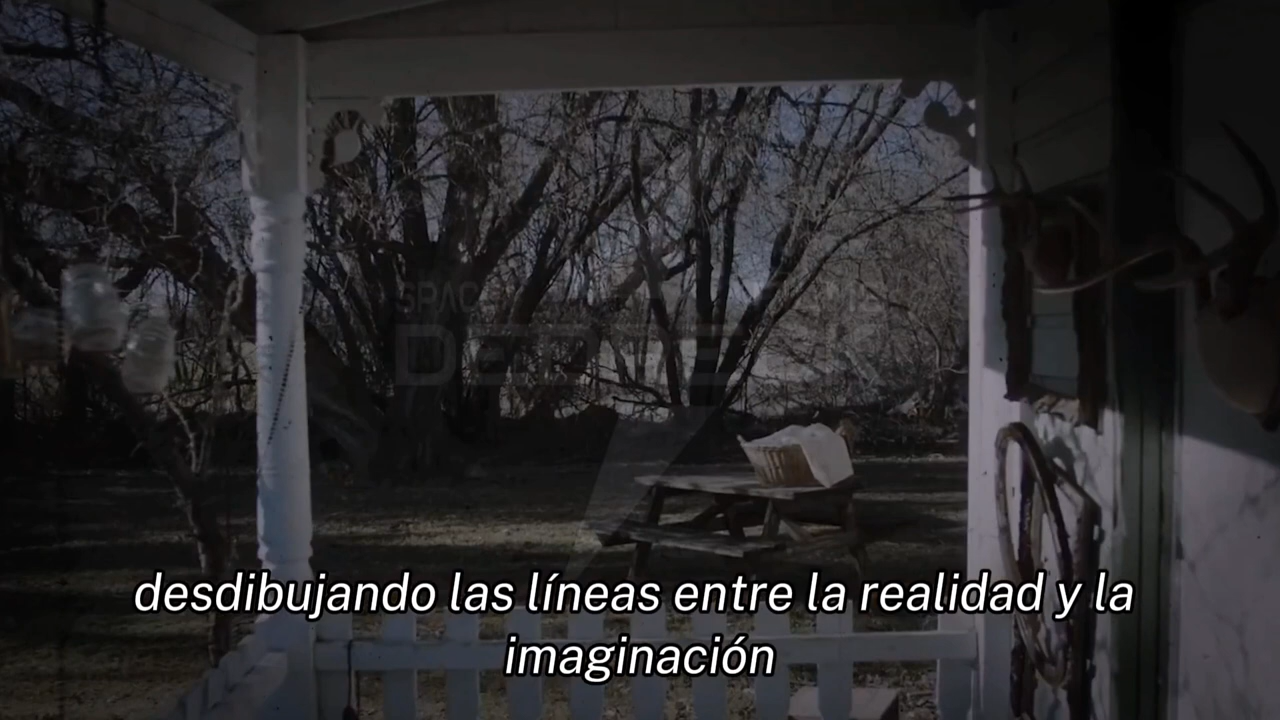 desdibujando las líneas entre la realidad y la
imaginación